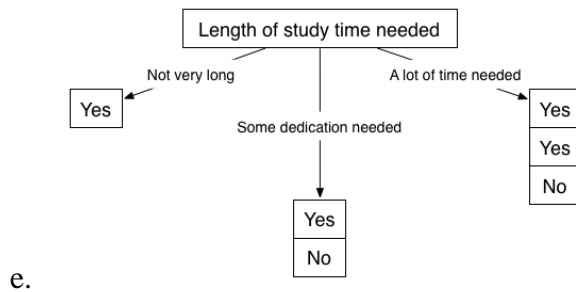 Length of study time needed
Not very long
A lot of time needed
Yes
Yes
Some dedication needed
Yes
No
Yes
No
e.